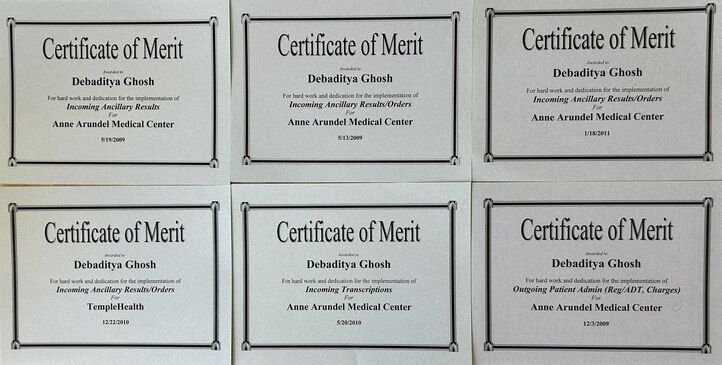 Certificate of Merit
Awarded to
Debaditya Ghosh
For hard work and dedication for the implementation of
Incoming Ancillary Results
For
Anne Arundel Medical Center
5/19/2009
Certificate of Merit
Awarded to
Debaditya Ghosh
For hard work and dedication for the implementation of
Incoming Ancillary Results/Orders
For
Anne Arundel Medical Center
5/13/2009
Certificate of Merit
Awarded to
Debaditya Ghosh
For hard work and dedication for the implementation of
Incoming Ancillary Results/Orders
For
Anne Arundel Medical Center
1/18/2011
Certificate of Merit
Awarded to
Debaditya Ghosh
For hard work and dedication for the implementation of
Incoming Ancillary Results/Orders
For
TempleHealth
12/22/2010
Certificate of Merit
Awarded to
Debaditya Ghosh
For hard work and dedication for the implementation of
Incoming Transcriptions
For
Anne Arundel Medical Center
5/20/2010
Certificate of Merit
Awarded to
Debaditya Ghosh
For hard work and dedication for the implementation of
Outgoing Patient Admin (Reg/ADT, Charges)
For
Anne Arundel Medical Center
12/3/2009